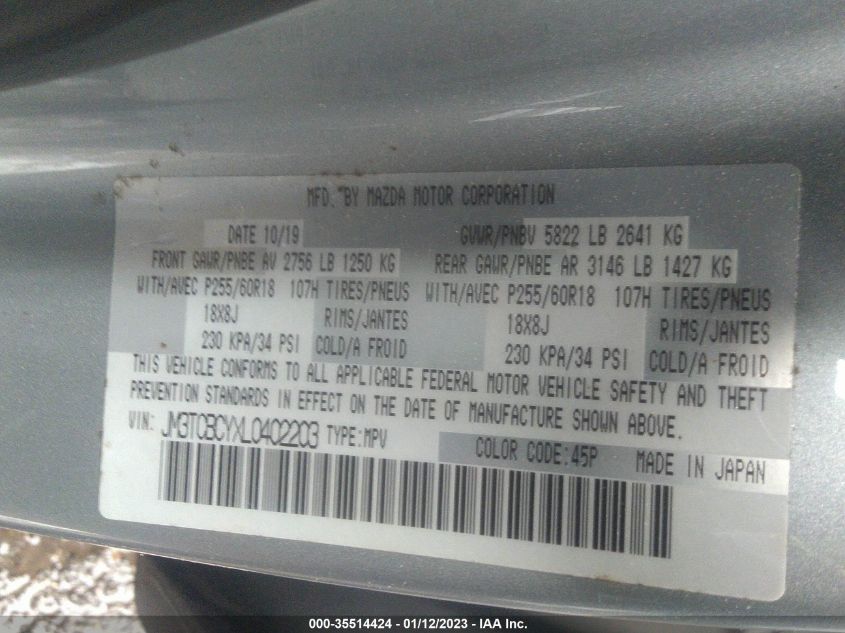 MFD. BY MAZDA MOTOR CORPORATION
DATE 10/19 GVWR/PNBV 5822 LB 2641 KG
FRONT GAWR/PNBE AV 2756 LB 1250 KG REAR GAWR/PNBE AR 3146 LB 1427 KG
WITH/AVEC P255/60R18 107H TIRES/PNEUS WITH/AVEC P255/60R18 107H TIRES/PNEUS
18X8J RIMS/JANTES 18X8J RIMS/JANTES
230 KPA/34 PSI COLD/A FROID 230 KPA/34 PSI COLD/A FROID
THIS VEHICLE CONFORMS TO ALL APPLICABLE FEDERAL MOTOR VEHICLE SAFETY AND THEFT
PREVENTION STANDARDS IN EFFECT ON THE DATE OF MANUFACTURE SHOWN ABOVE.
VIN: JM3TCBCYXL0402203 TYPE:MPV COLOR CODE:45P MADE IN JAPAN
000-35514424 - 01/12/2023 - IAA Inc.